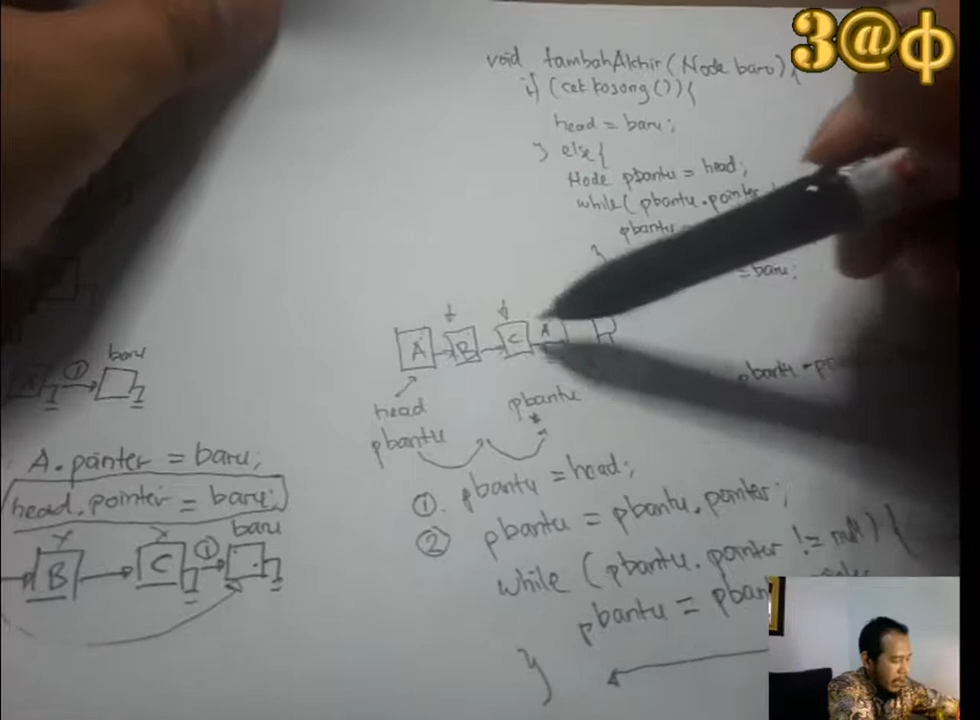 3@φ
void tambahAkhir(Node baru){
if (cekkosong()){
head = baru;
} else{
Node pbantu = head;
while( pbantu.pointer
pbantu
}
= baru;
A B C A
head
pbantu
pbantu
① pbantu = head;
② pbantu = pbantu.pointer;
while (pbantu.pointer != null) {
pbantu =
}
① baru
A.pointer = baru;
head.pointer = baru;
B C ① baru